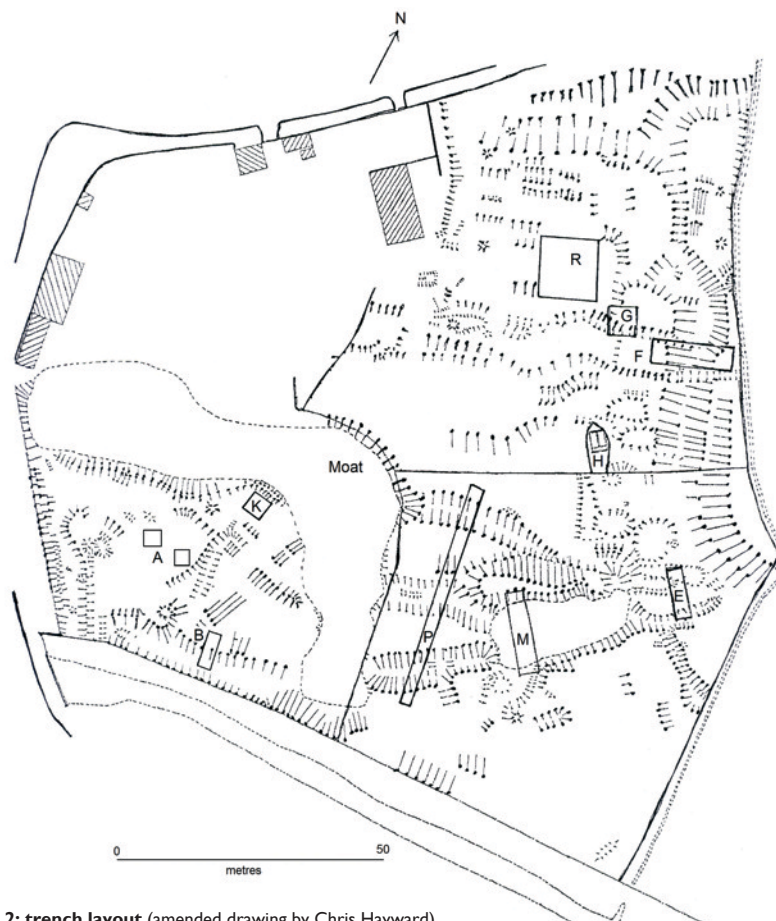 N
R
G
F
H
Moat
K
A
B
P
M
E
0
50
metres
2: trench layout (amended drawing by Chris Hayward)